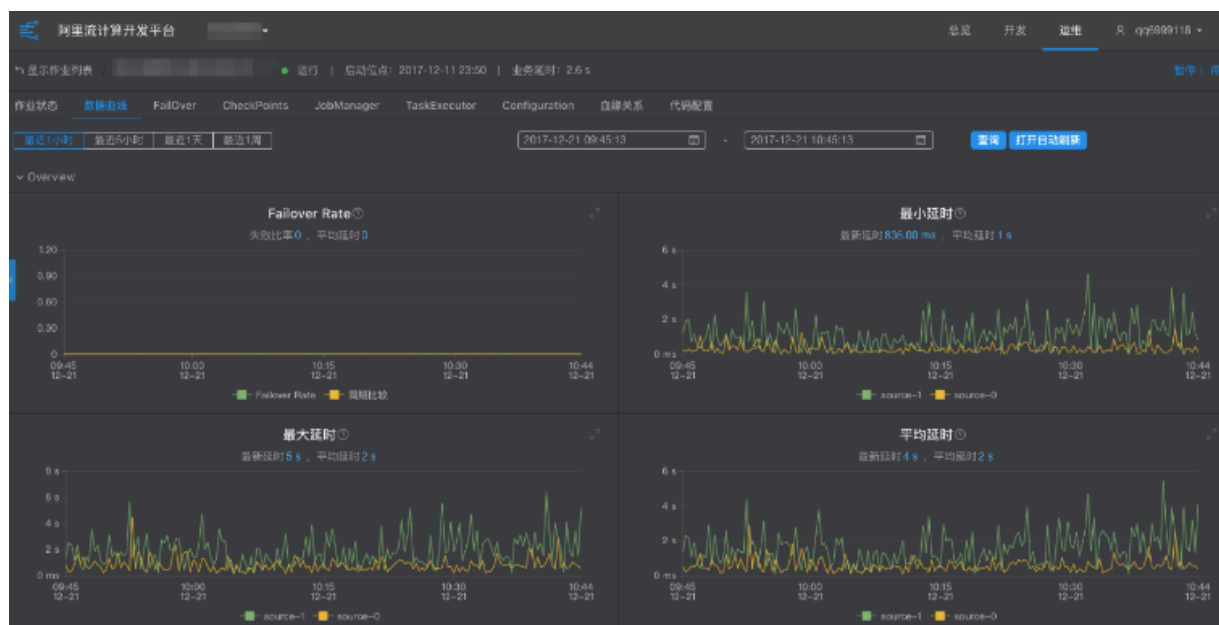 阿里流计算开发平台
总览 开发 运维 qq6999118
显示作业列表 运行 | 启动位点: 2017-12-11 23:50 | 业务延时: 2.6 s 暂停
作业状态 数据曲线 FailOver CheckPoints JobManager TaskExecutor Configuration 血缘关系 代码配置
最近1小时 最近6小时 最近1天 最近1周 2017-12-21 09:45:13 - 2017-12-21 10:45:13 查询 打开自动刷新
Overview
Failover Rate
失败比率0 , 平均延时0
1.20
0.90
0.60
0.30
0
09:45 10:00 10:15 10:30 10:44
12-21 12-21 12-21 12-21 12-21
Failover Rate 同期比较
最小延时
最新延时836.00 ms , 平均延时1 s
6 s
4 s
2 s
0 ms
09:45 10:00 10:15 10:30 10:44
12-21 12-21 12-21 12-21 12-21
source-1 source-0
最大延时
最新延时5 s , 平均延时2 s
8 s
6 s
4 s
2 s
0 ms
09:45 10:00 10:15 10:30 10:44
12-21 12-21 12-21 12-21 12-21
source-1 source-0
平均延时
最新延时4 s , 平均延时2 s
6 s
4 s
2 s
0 ms
09:45 10:00 10:15 10:30 10:44
12-21 12-21 12-21 12-21 12-21
source-1 source-0